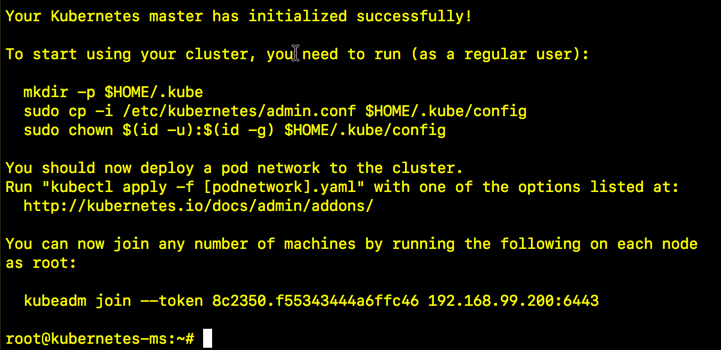 Your Kubernetes master has initialized successfully!
To start using your cluster, you need to run (as a regular user):
mkdir -p $HOME/.kube
sudo cp -i /etc/kubernetes/admin.conf $HOME/.kube/config
sudo chown $(id -u):$(id -g) $HOME/.kube/config
You should now deploy a pod network to the cluster.
Run "kubectl apply -f [podnetwork].yaml" with one of the options listed at:
http://kubernetes.io/docs/admin/addons/
You can now join any number of machines by running the following on each node
as root:
kubeadm join --token 8c2350.f55343444a6ffc46 192.168.99.200:6443
root@kubernetes-ms:~#